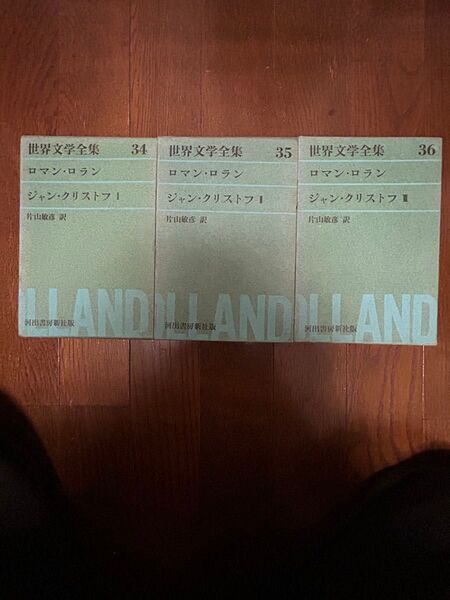 世界文学全集 34
ロマン・ロラン
ジャン・クリストフ I
片山敏彦 訳
LLAND
河出書房新社版
世界文学全集 35
ロマン・ロラン
ジャン・クリストフ II
片山敏彦 訳
OLLAND
河出書房新社版
世界文学全集 36
ロマン・ロラン
ジャン・クリストフ III
片山敏彦 訳
OLLAND
河出書房新社版